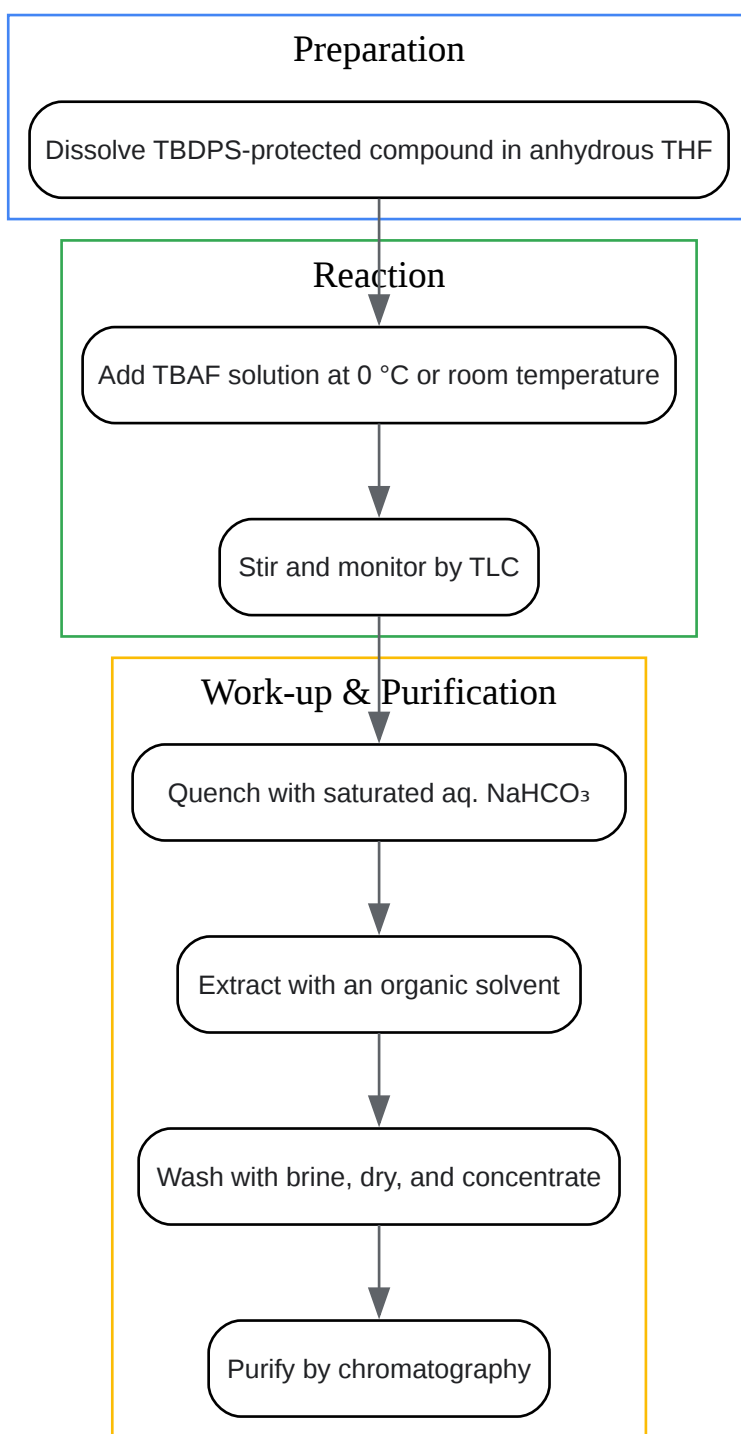 Preparation
Dissolve TBDPS-protected compound in anhydrous THF
Reaction
Add TBAF solution at 0 °C or room temperature
Stir and monitor by TLC
Work-up & Purification
Quench with saturated aq. NaHCO₃
Extract with an organic solvent
Wash with brine, dry, and concentrate
Purify by chromatography